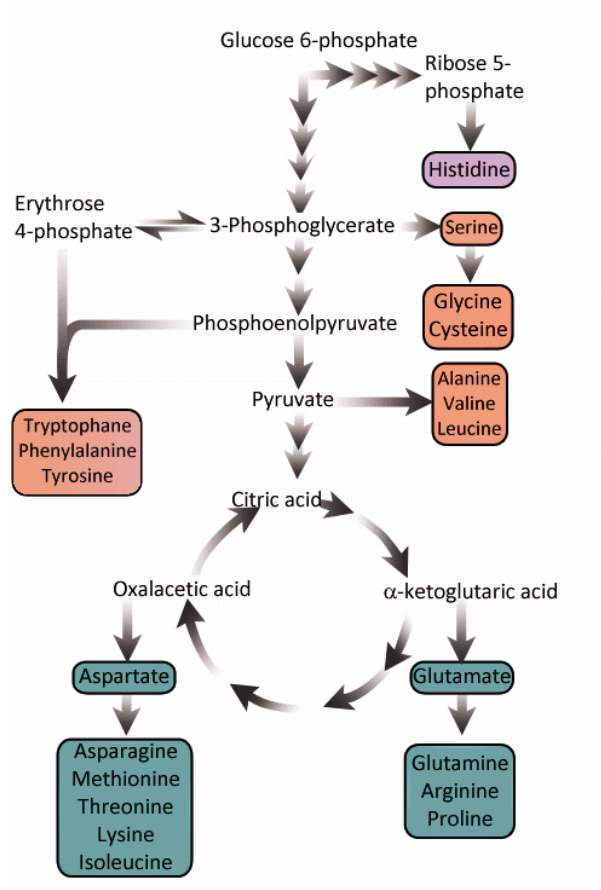 Glucose 6-phosphate
Ribose 5-
phosphate
Histidine
Erythrose
4-phosphate
3-Phosphoglycerate
Serine
Glycine
Cysteine
Phosphoenolpyruvate
Pyruvate
Alanine
Valine
Leucine
Tryptophane
Phenylalanine
Tyrosine
Citric acid
Oxalacetic acid
α-ketoglutaric acid
Aspartate
Glutamate
Asparagine
Methionine
Threonine
Lysine
Isoleucine
Glutamine
Arginine
Proline